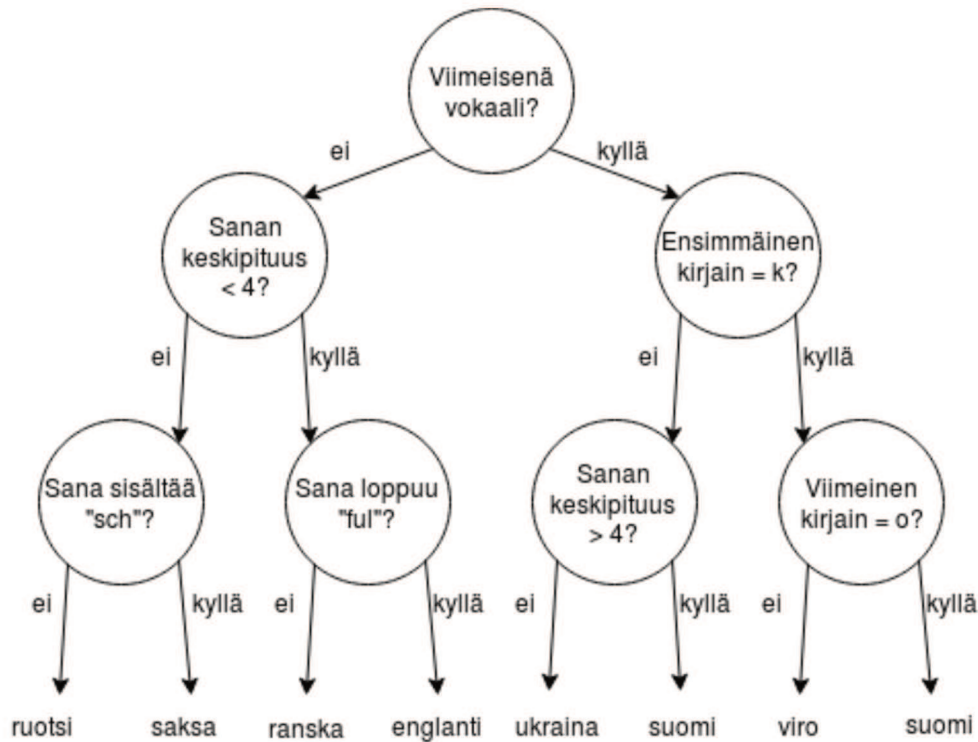 Viimeisenä
vokaali?
ei
kyllä
Sanan
keskipituus
< 4?
Ensimmäinen
kirjain = k?
ei
kyllä
ei
kyllä
Sana sisältää
"sch"?
Sana loppuu
"ful"?
Sanan
keskipituus
> 4?
Viimeinen
kirjain = o?
ei
kyllä
ei
kyllä
ei
kyllä
ei
kyllä
ruotsi
saksa
ranska
englanti
ukraina
suomi
viro
suomi